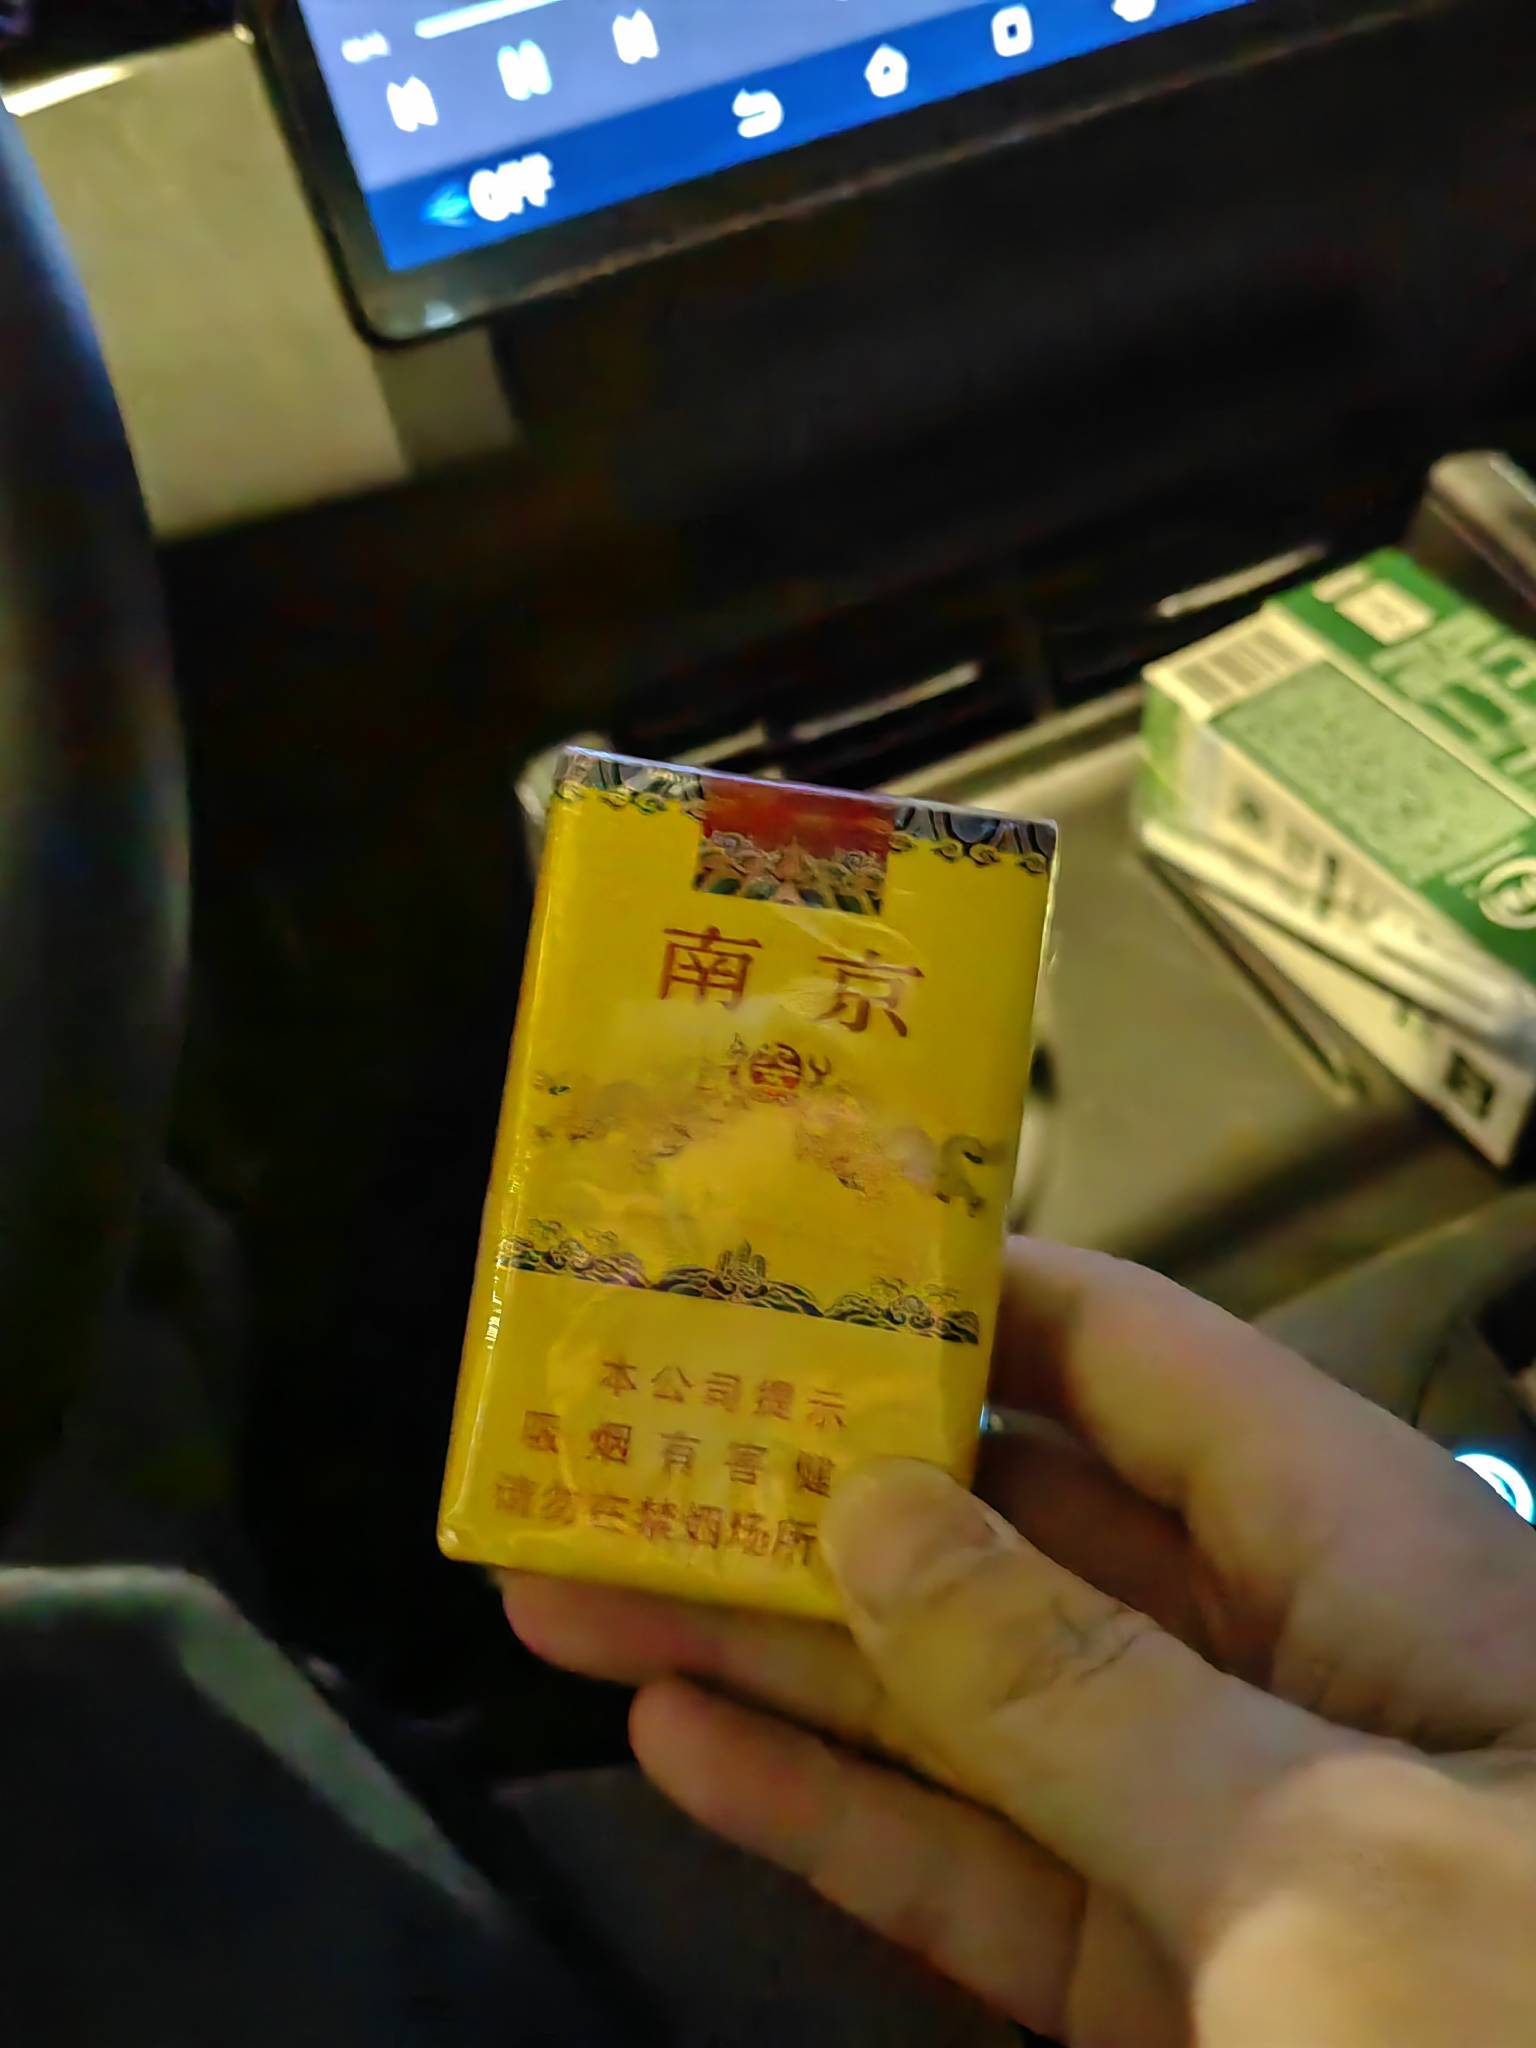 OFF
南京
本公司提示
吸烟有害健
请勿在禁烟场所